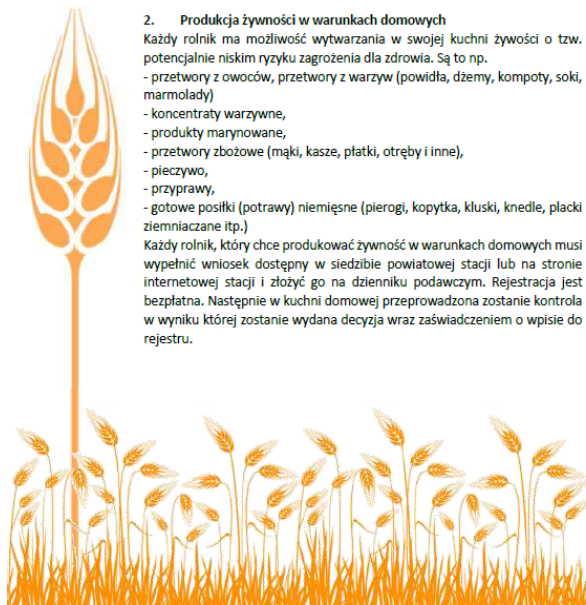 2. Produkcja żywności w warunkach domowych
Każdy rolnik ma możliwość wytwarzania w swojej kuchni żywości o tzw.
potencjalnie niskim ryzyku zagrożenia dla zdrowia. Są to np.
- przetwory z owoców, przetwory z warzyw (powidła, dżemy, kompoty, soki,
marmolady)
- koncentraty warzywne,
- produkty marynowane,
- przetwory zbożowe (mąki, kasze, płatki, otręby i inne),
- pieczywo,
- przyprawy,
- gotowe posiłki (potrawy) niemięsne (pierogi, kopytka, kluski, knedle, placki
ziemniaczane itp.)
Każdy rolnik, który chce produkować żywność w warunkach domowych musi
wypełnić wniosek dostępny w siedzibie powiatowej stacji lub na stronie
internetowej stacji i złożyć go na dzienniku podawczym. Rejestracja jest
bezpłatna. Następnie w kuchni domowej przeprowadzona zostanie kontrola
w wyniku której zostanie wydana decyzja wraz zaświadczeniem o wpisie do
rejestru.